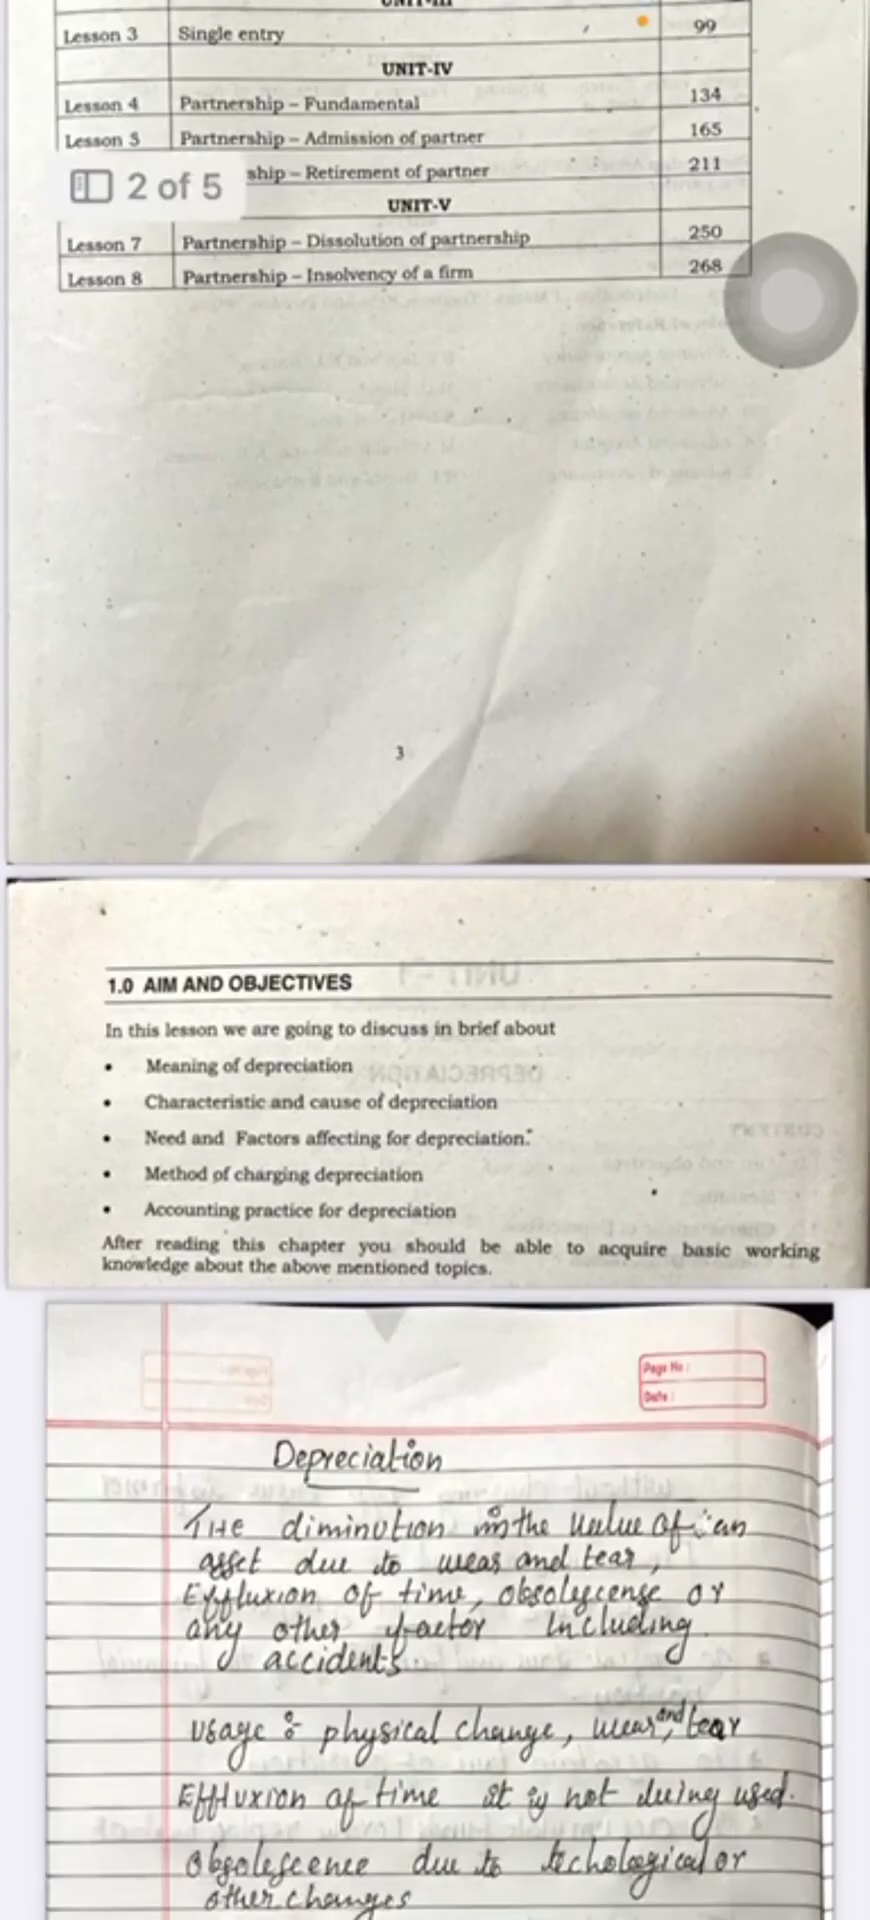 UNIT-III
Lesson 3 Single entry 99
UNIT-IV
Lesson 4 Partnership – Fundamental 134
Lesson 5 Partnership – Admission of partner 165
ship – Retirement of partner 211
2 of 5
UNIT-V
Lesson 7 Partnership – Dissolution of partnership 250
Lesson 8 Partnership – Insolvency of a firm 268
3
1.0 AIM AND OBJECTIVES
In this lesson we are going to discuss in brief about
• Meaning of depreciation
• Characteristic and cause of depreciation
• Need and Factors affecting for depreciation.
• Method of charging depreciation
• Accounting practice for depreciation
After reading this chapter you should be able to acquire basic working
knowledge about the above mentioned topics.
Page No :
Date :
Depreciation
THe diminution in the value of an
asset due to wear and tear,
Effluxion of time, obsolescense or
any other factor Including
accidents
Usage : physical change, wear and tear
Effluxion of time it is not being used.
Obsolescence due to techological or
other changes